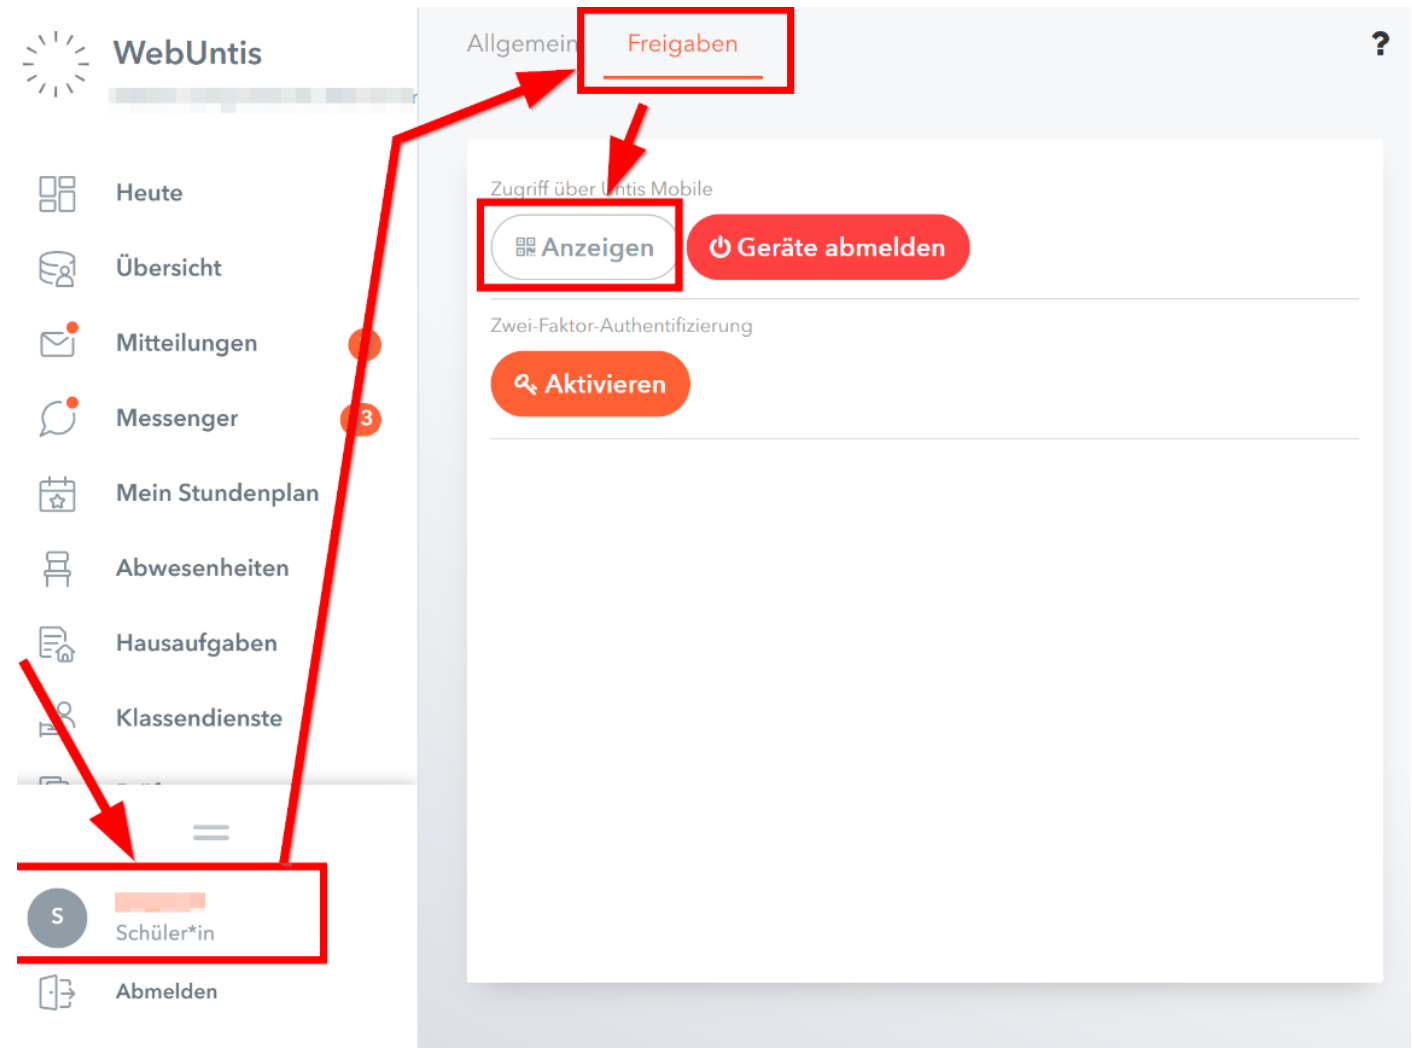 WebUntis
Allgemein
Freigaben
?
Heute
Übersicht
Mitteilungen
Messenger
3
Mein Stundenplan
Abwesenheiten
Hausaufgaben
Klassendienste
Schüler*in
S
Abmelden
Zugriff über Untis Mobile
Anzeigen
Geräte abmelden
Zwei-Faktor-Authentifizierung
Aktivieren